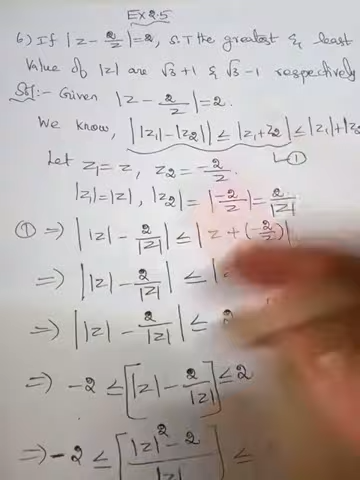 Ex 2.5
6) If |z - 2/z| = 2, S.T the greatest & least
Value of |z| are √3 + 1 & √3 - 1 respectively
Sol:- Given |z - 2/z| = 2.
We know, ||z₁| - |z₂|| ≤ |z₁ + z₂| ≤ |z₁| + |z₂
①
Let z₁ = z, z₂ = -2/z.
|z₁| = |z|, |z₂| = |-2/z| = 2/|z|
① ⇒ ||z| - 2/|z|| ≤ |z + (-2/z)|
⇒ ||z| - 2/|z|| ≤ |z
⇒ ||z| - 2/|z|| ≤ 2
⇒ -2 ≤ [|z| - 2/|z|] ≤ 2
⇒ -2 ≤ [|z|² - 2 / |z|] ≤